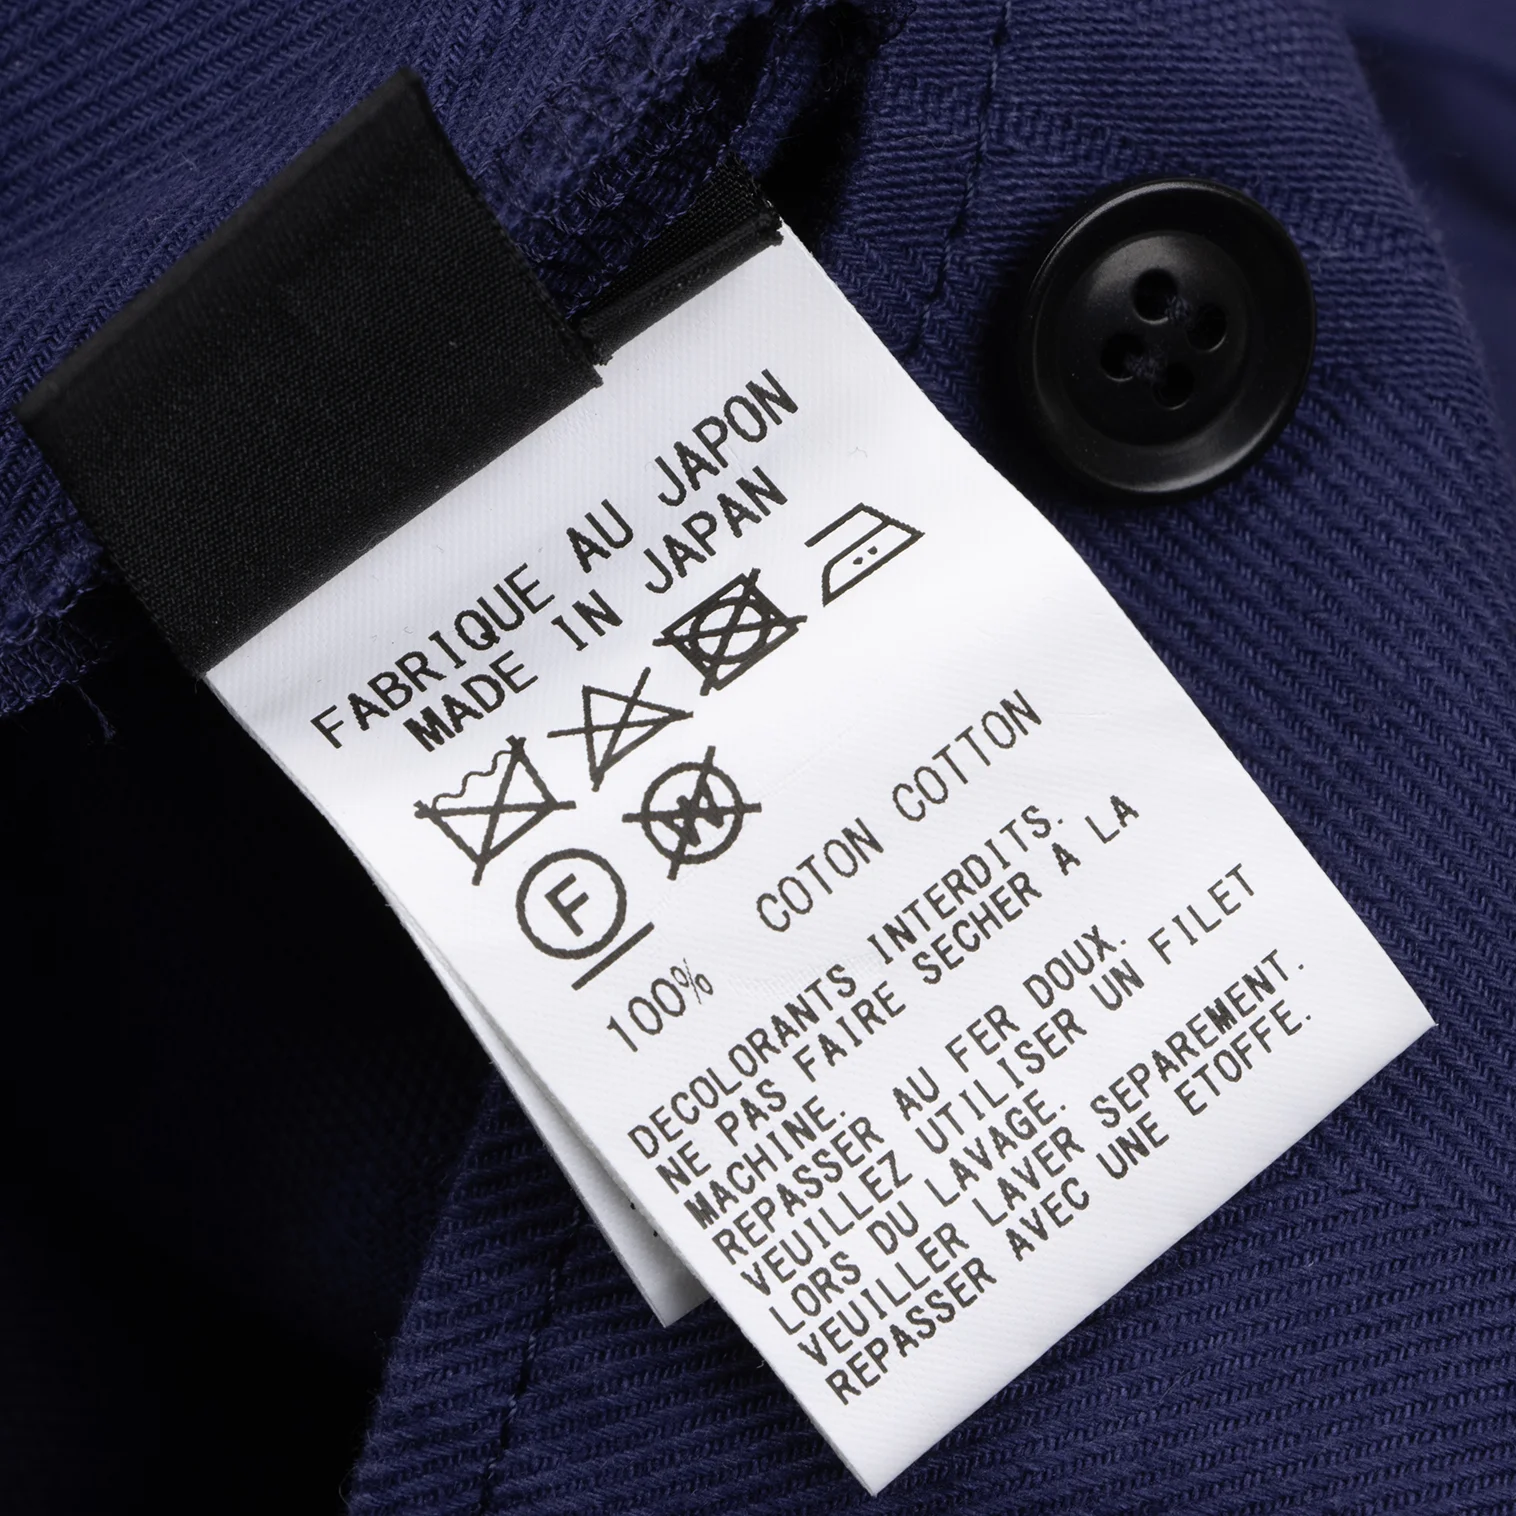 FABRIQUE AU JAPON
MADE IN JAPAN
W
F
100% COTON COTTON
DECOLORANTS INTERDITS.
NE PAS FAIRE SECHER A LA
MACHINE.
REPASSER AU FER DOUX.
VEUILLEZ UTILISER UN FILET
LORS DU LAVAGE.
VEUILLER LAVER SEPAREMENT.
REPASSER AVEC UNE ETOFFE.